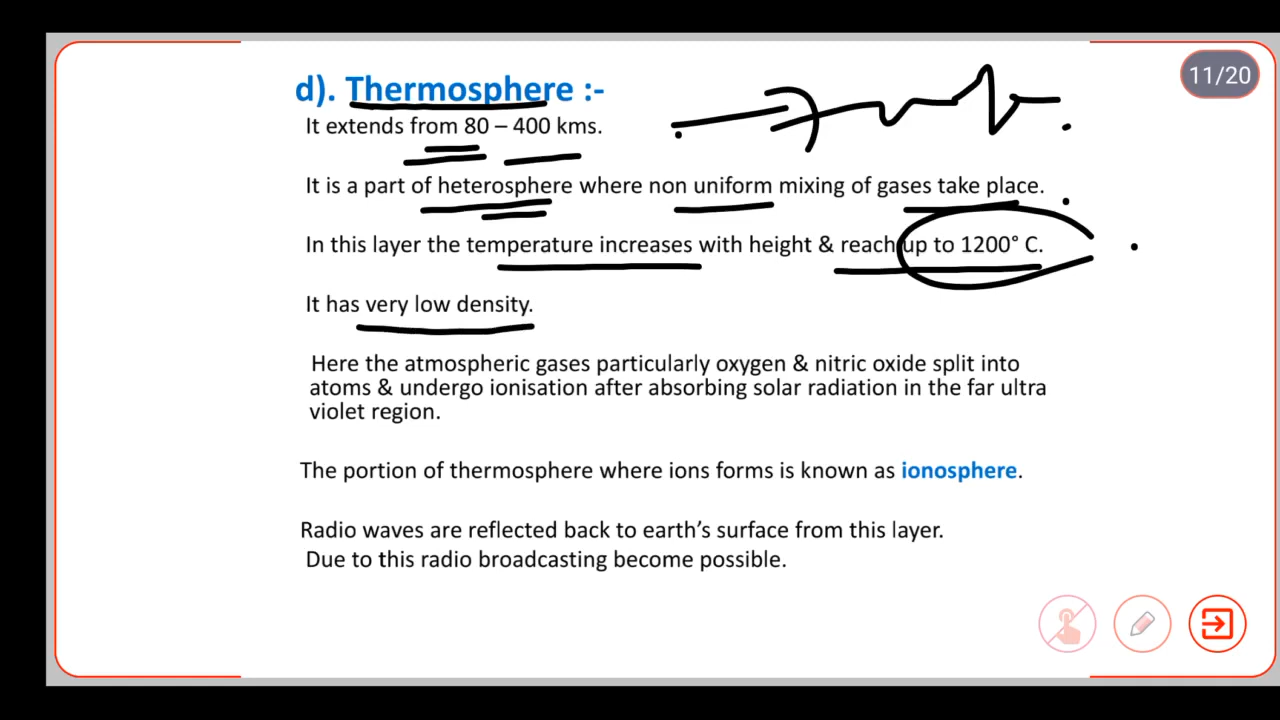 11/20
d). Thermosphere :-
It extends from 80 – 400 kms.
It is a part of heterosphere where non uniform mixing of gases take place.
In this layer the temperature increases with height & reach up to 1200° C.
It has very low density.
Here the atmospheric gases particularly oxygen & nitric oxide split into
atoms & undergo ionisation after absorbing solar radiation in the far ultra
violet region.
The portion of thermosphere where ions forms is known as ionosphere.
Radio waves are reflected back to earth's surface from this layer.
Due to this radio broadcasting become possible.